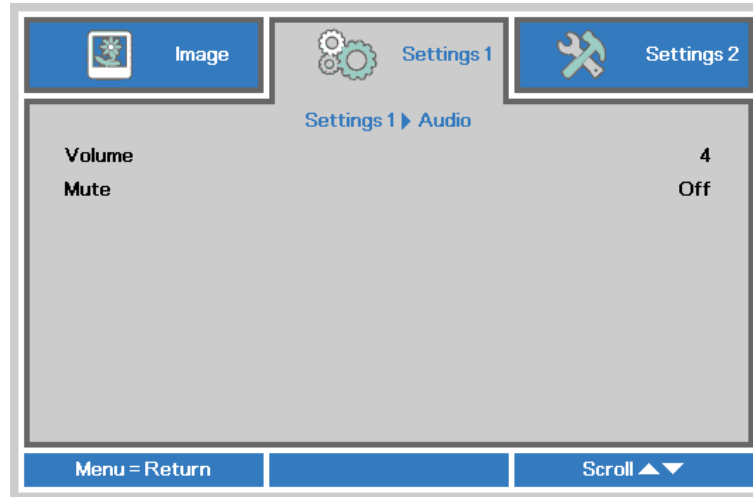 Image
Settings 1
Settings 2
Settings 1 ▶ Audio
Volume 4
Mute Off
Menu = Return
Scroll ▲▼